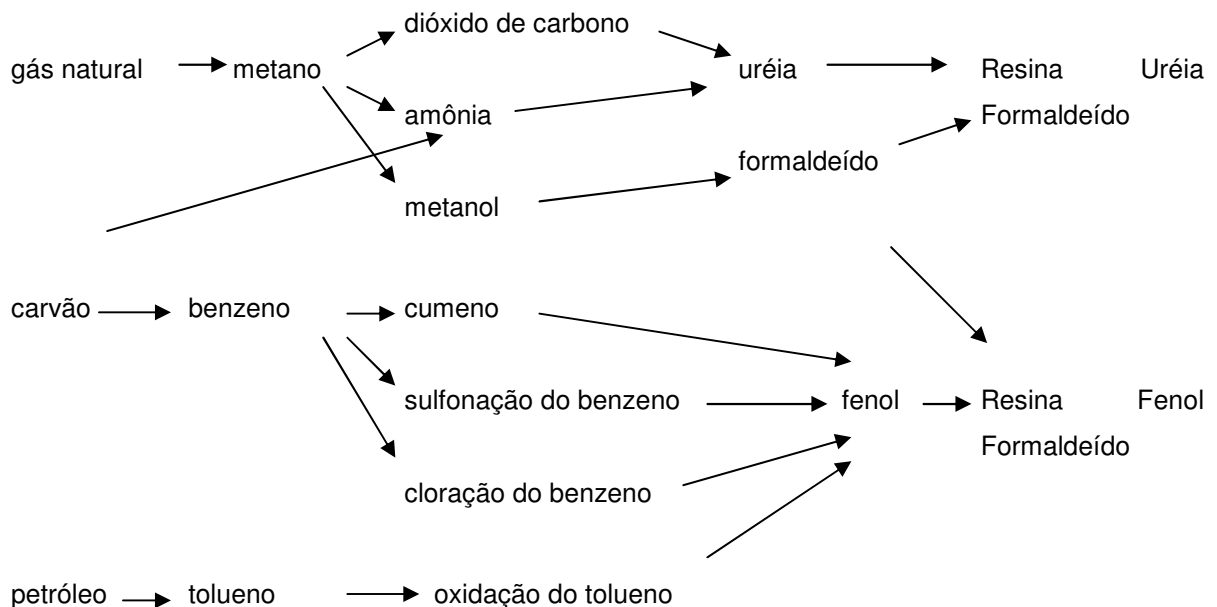 dióxido de carbono
gás natural metano uréia Resina Uréia
amônia Formaldeído
formaldeído
metanol
carvão benzeno cumeno
sulfonação do benzeno fenol Resina Fenol
Formaldeído
cloração do benzeno
petróleo tolueno oxidação do tolueno